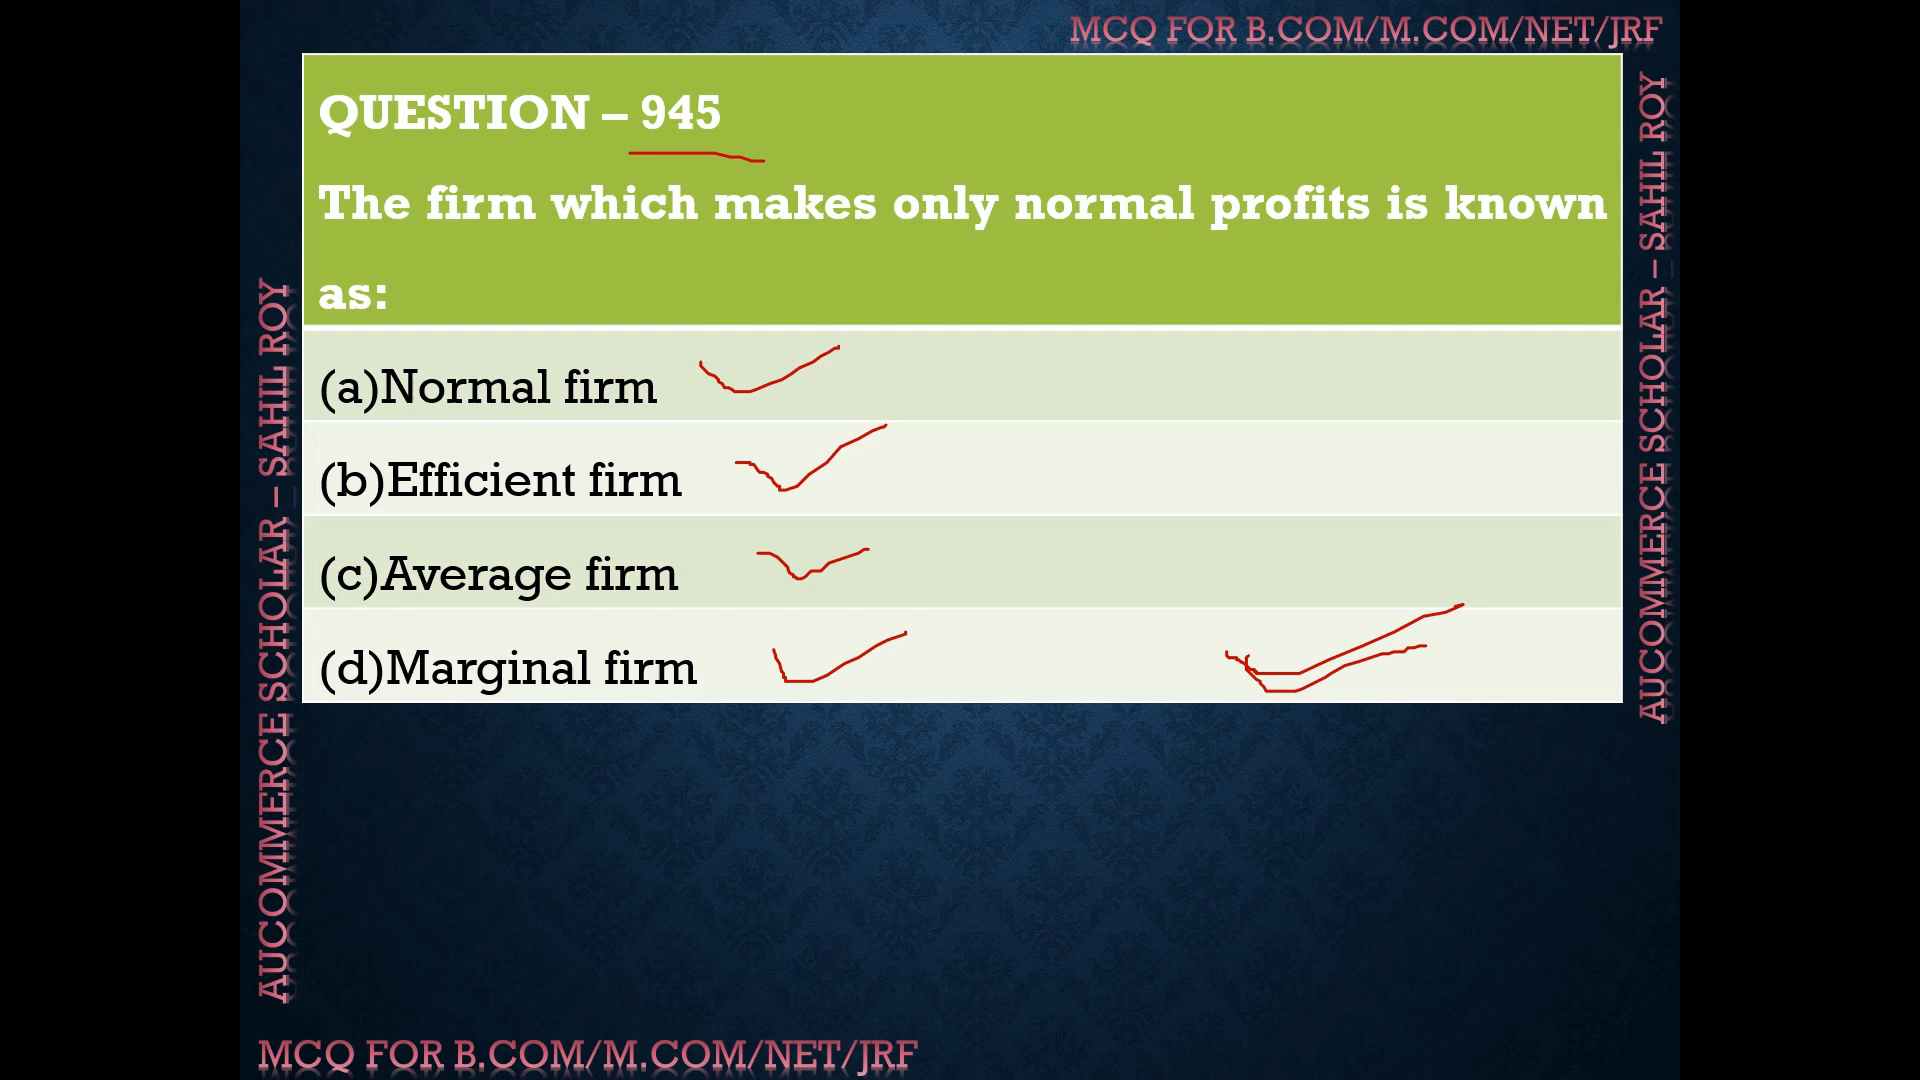 MCQ FOR B.COM/M.COM/NET/JRF
QUESTION – 945
The firm which makes only normal profits is known
as:
(a)Normal firm
(b)Efficient firm
(c)Average firm
(d)Marginal firm
AUCOMMERCE SCHOLAR – SAHIL ROY
AUCOMMERCE SCHOLAR – SAHIL ROY
MCQ FOR B.COM/M.COM/NET/JRF